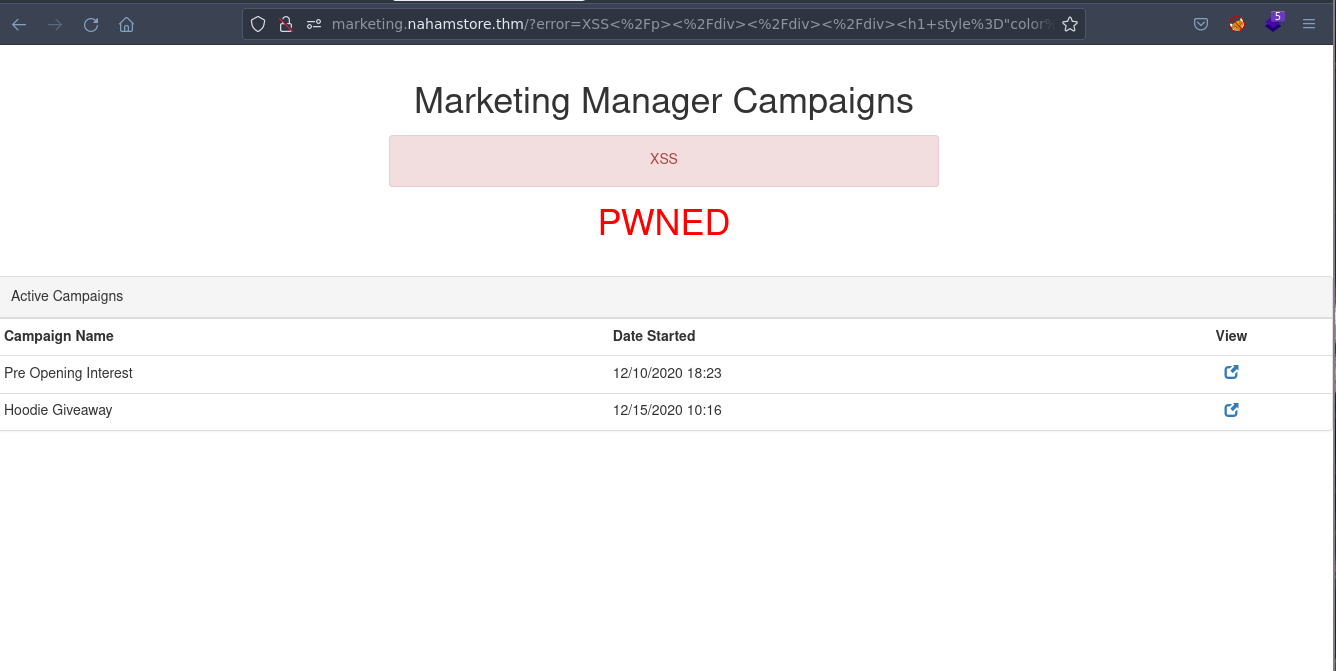 marketing.nahamstore.thm/?error=XSS<%2Fp><%2Fdiv><%2Fdiv><%2Fdiv><h1+style%3D"color%
5
Marketing Manager Campaigns
XSS
PWNED
Active Campaigns
Campaign Name Date Started View
Pre Opening Interest 12/10/2020 18:23
Hoodie Giveaway 12/15/2020 10:16